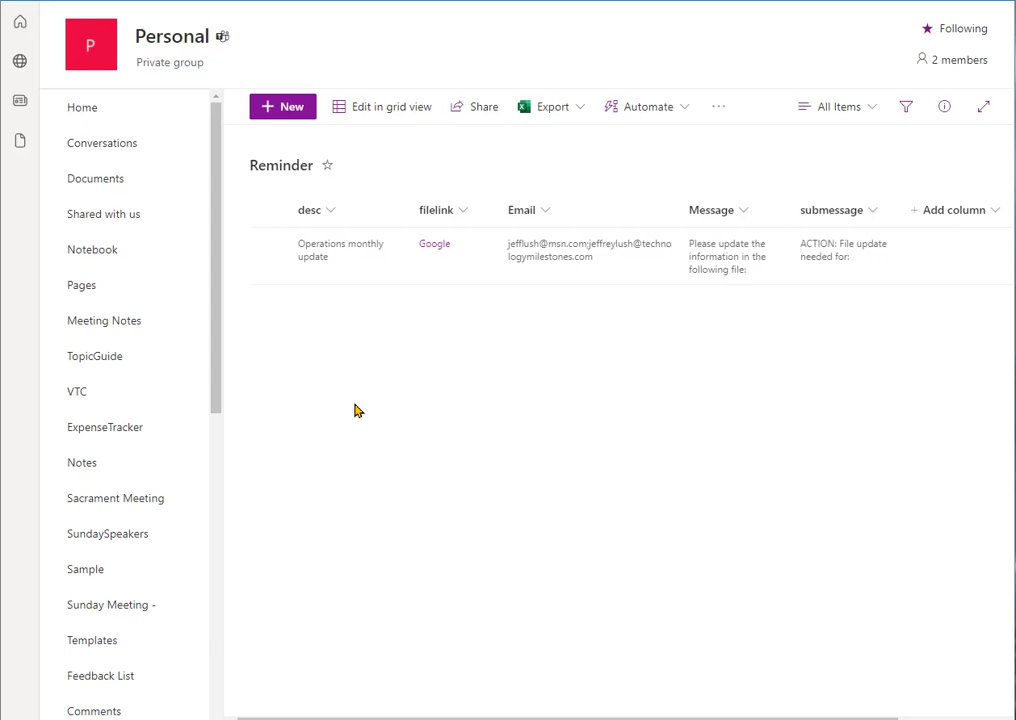 Personal
Private group
P
Following
2 members
Home
Conversations
Documents
Shared with us
Notebook
Pages
Meeting Notes
TopicGuide
VTC
ExpenseTracker
Notes
Sacrament Meeting
SundaySpeakers
Sample
Sunday Meeting -
Templates
Feedback List
Comments
+ New
Edit in grid view
Share
Export
Automate
...
All Items
Reminder
desc
filelink
Email
Message
submessage
+ Add column
Operations monthly
update
Google
jefflush@msn.com;jeffreylush@techno
logymilestones.com
Please update the
information in the
following file:
ACTION: File update
needed for: